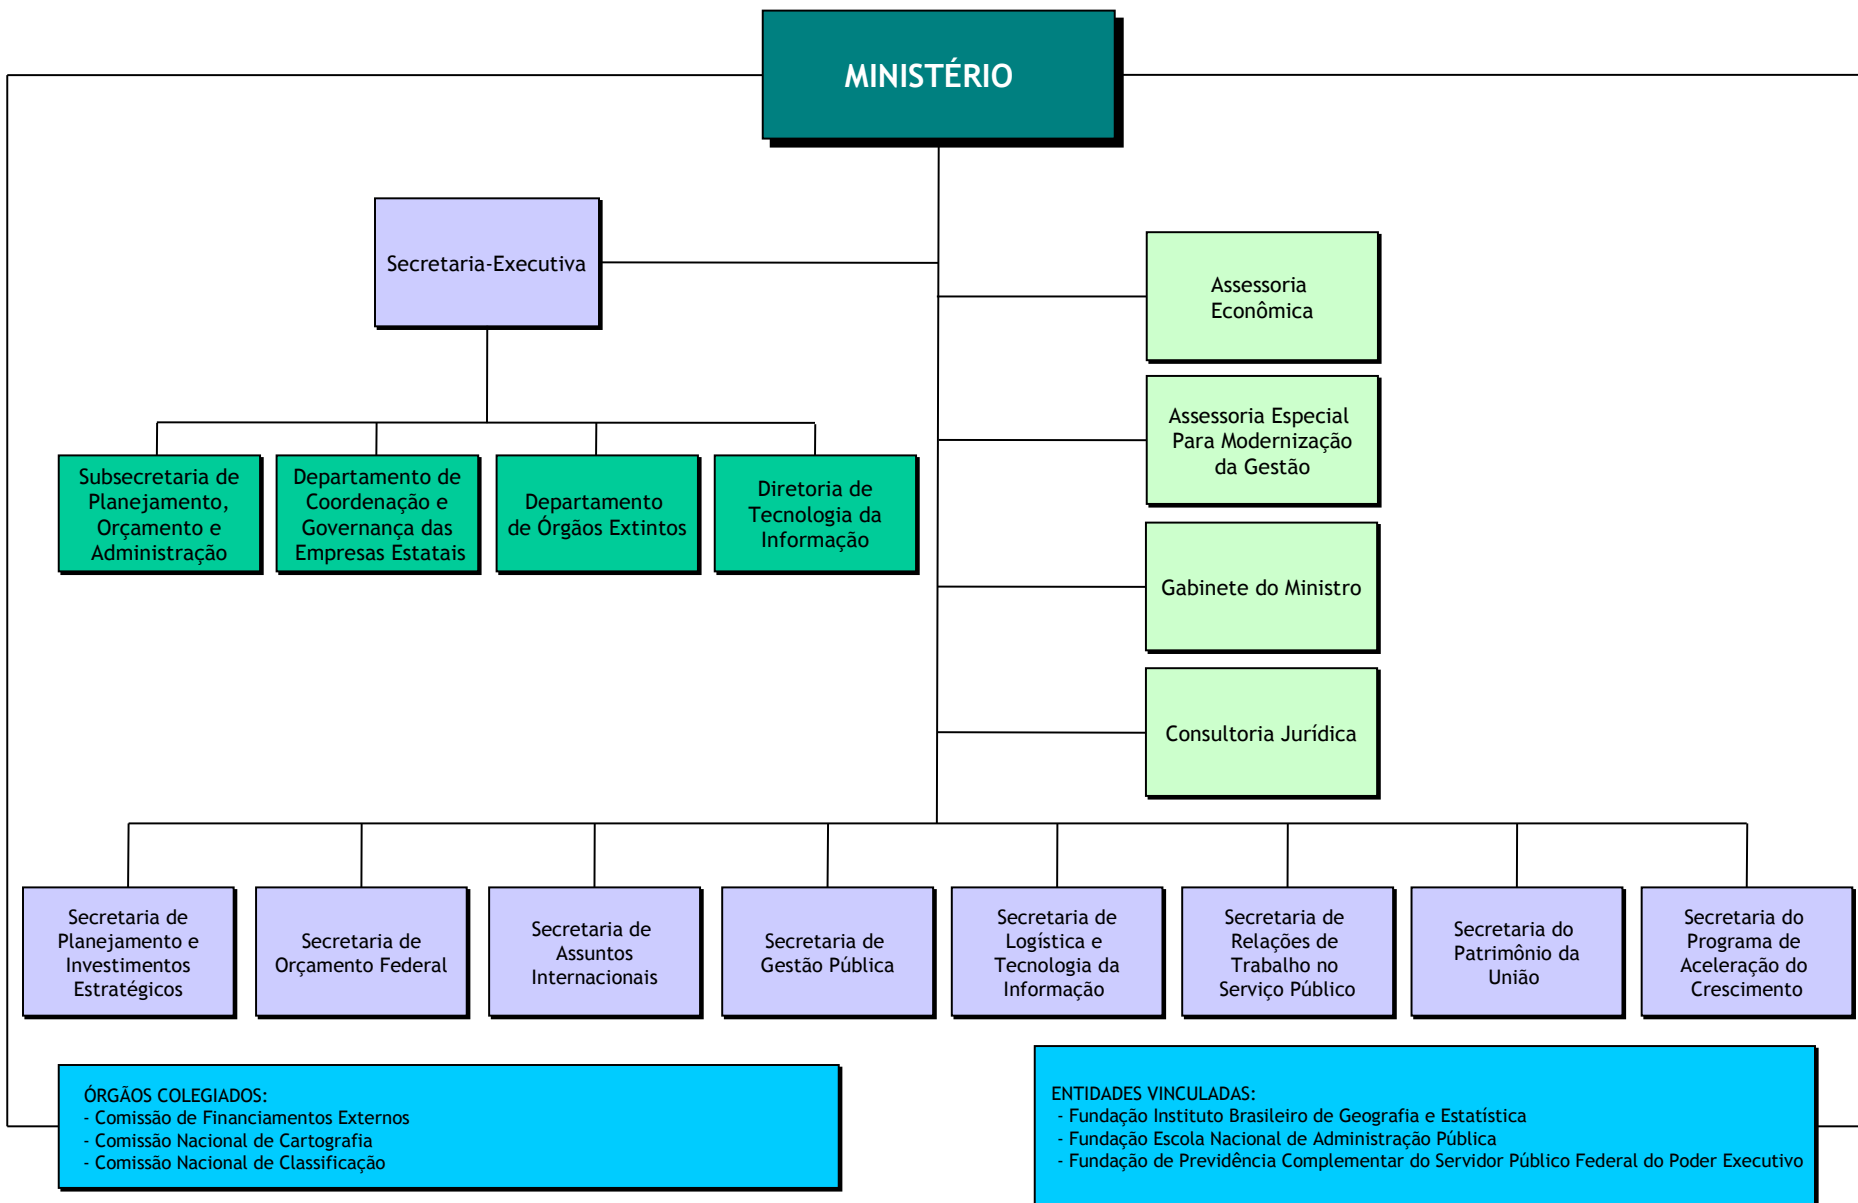 MINISTÉRIO
Secretaria-Executiva
Assessoria
Econômica
Assessoria Especial
Para Modernização
da Gestão
Subsecretaria de
Planejamento,
Orçamento e
Administração
Departamento de
Coordenação e
Governança das
Empresas Estatais
Departamento
de Órgãos Extintos
Diretoria de
Tecnologia da
Informação
Gabinete do Ministro
Consultoria Jurídica
Secretaria de
Planejamento e
Investimentos
Estratégicos
Secretaria de
Orçamento Federal
Secretaria de
Assuntos
Internacionais
Secretaria de
Gestão Pública
Secretaria de
Logística e
Tecnologia da
Informação
Secretaria de
Relações de
Trabalho no
Serviço Público
Secretaria do
Patrimônio da
União
Secretaria do
Programa de
Aceleração do
Crescimento
ÓRGÃOS COLEGIADOS:
- Comissão de Financiamentos Externos
- Comissão Nacional de Cartografia
- Comissão Nacional de Classificação
ENTIDADES VINCULADAS:
- Fundação Instituto Brasileiro de Geografia e Estatística
- Fundação Escola Nacional de Administração Pública
- Fundação de Previdência Complementar do Servidor Público Federal do Poder Executivo